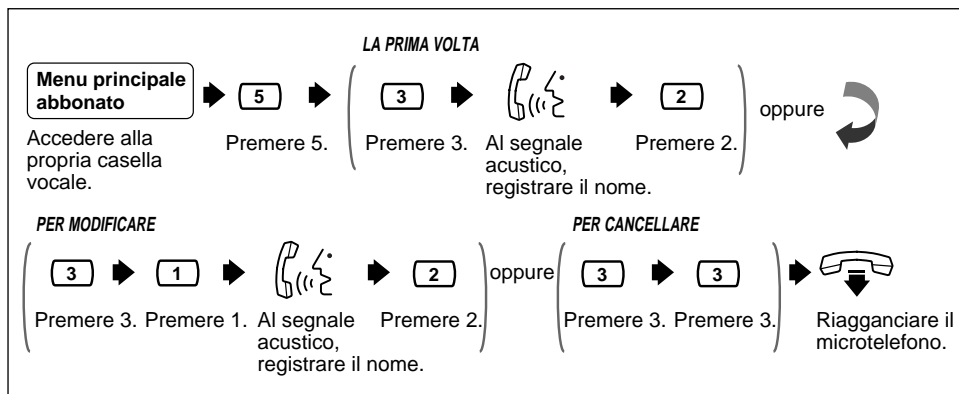 LA PRIMA VOLTA
Menu principale
abbonato
5
3
2
oppure
Accedere alla
propria casella
vocale.
Premere 5.
Premere 3.
Al segnale
acustico,
registrare il nome.
Premere 2.
PER MODIFICARE
PER CANCELLARE
3
1
2
oppure
3
3
Premere 3.
Premere 1.
Al segnale
acustico,
registrare il nome.
Premere 2.
Premere 3.
Premere 3.
Riagganciare il
microtelefono.